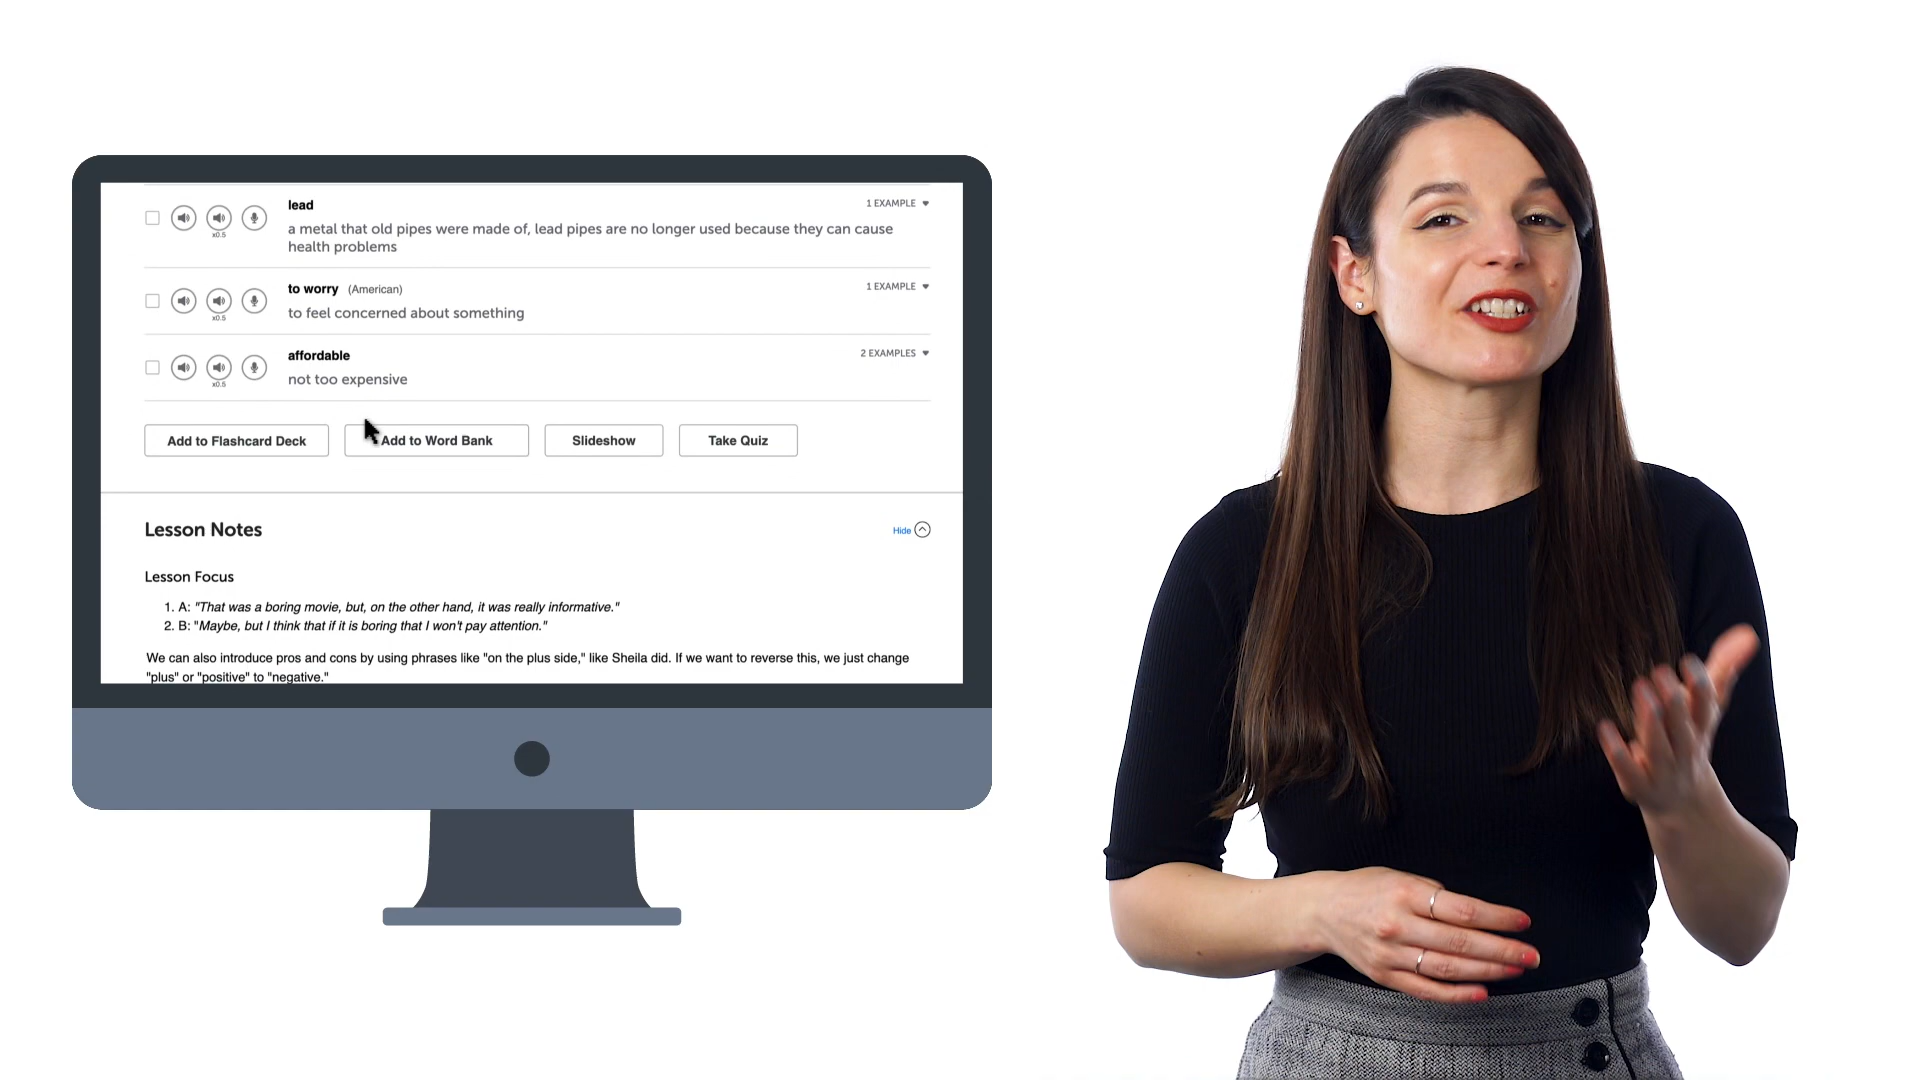 lead
1 EXAMPLE
a metal that old pipes were made of, lead pipes are no longer used because they can cause
health problems
x0.5
to worry (American)
1 EXAMPLE
to feel concerned about something
x0.5
affordable
2 EXAMPLES
not too expensive
x0.5
Add to Flashcard Deck
Add to Word Bank
Slideshow
Take Quiz
Lesson Notes
Hide
Lesson Focus
1. A: "That was a boring movie, but, on the other hand, it was really informative."
2. B: "Maybe, but I think that if it is boring that I won't pay attention."
We can also introduce pros and cons by using phrases like "on the plus side," like Sheila did. If we want to reverse this, we just change
"plus" or "positive" to "negative."